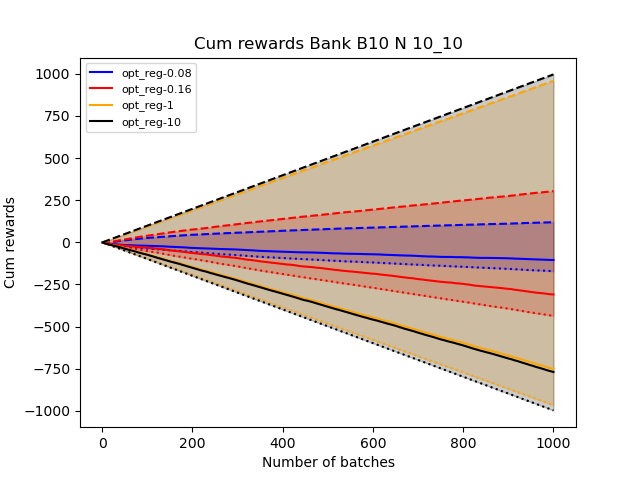 Cum rewards Bank B10 N 10_10
opt_reg-0.08
opt_reg-0.16
opt_reg-1
opt_reg-10
1000
750
500
250
0
−250
−500
−750
−1000
Cum rewards
0 200 400 600 800 1000
Number of batches